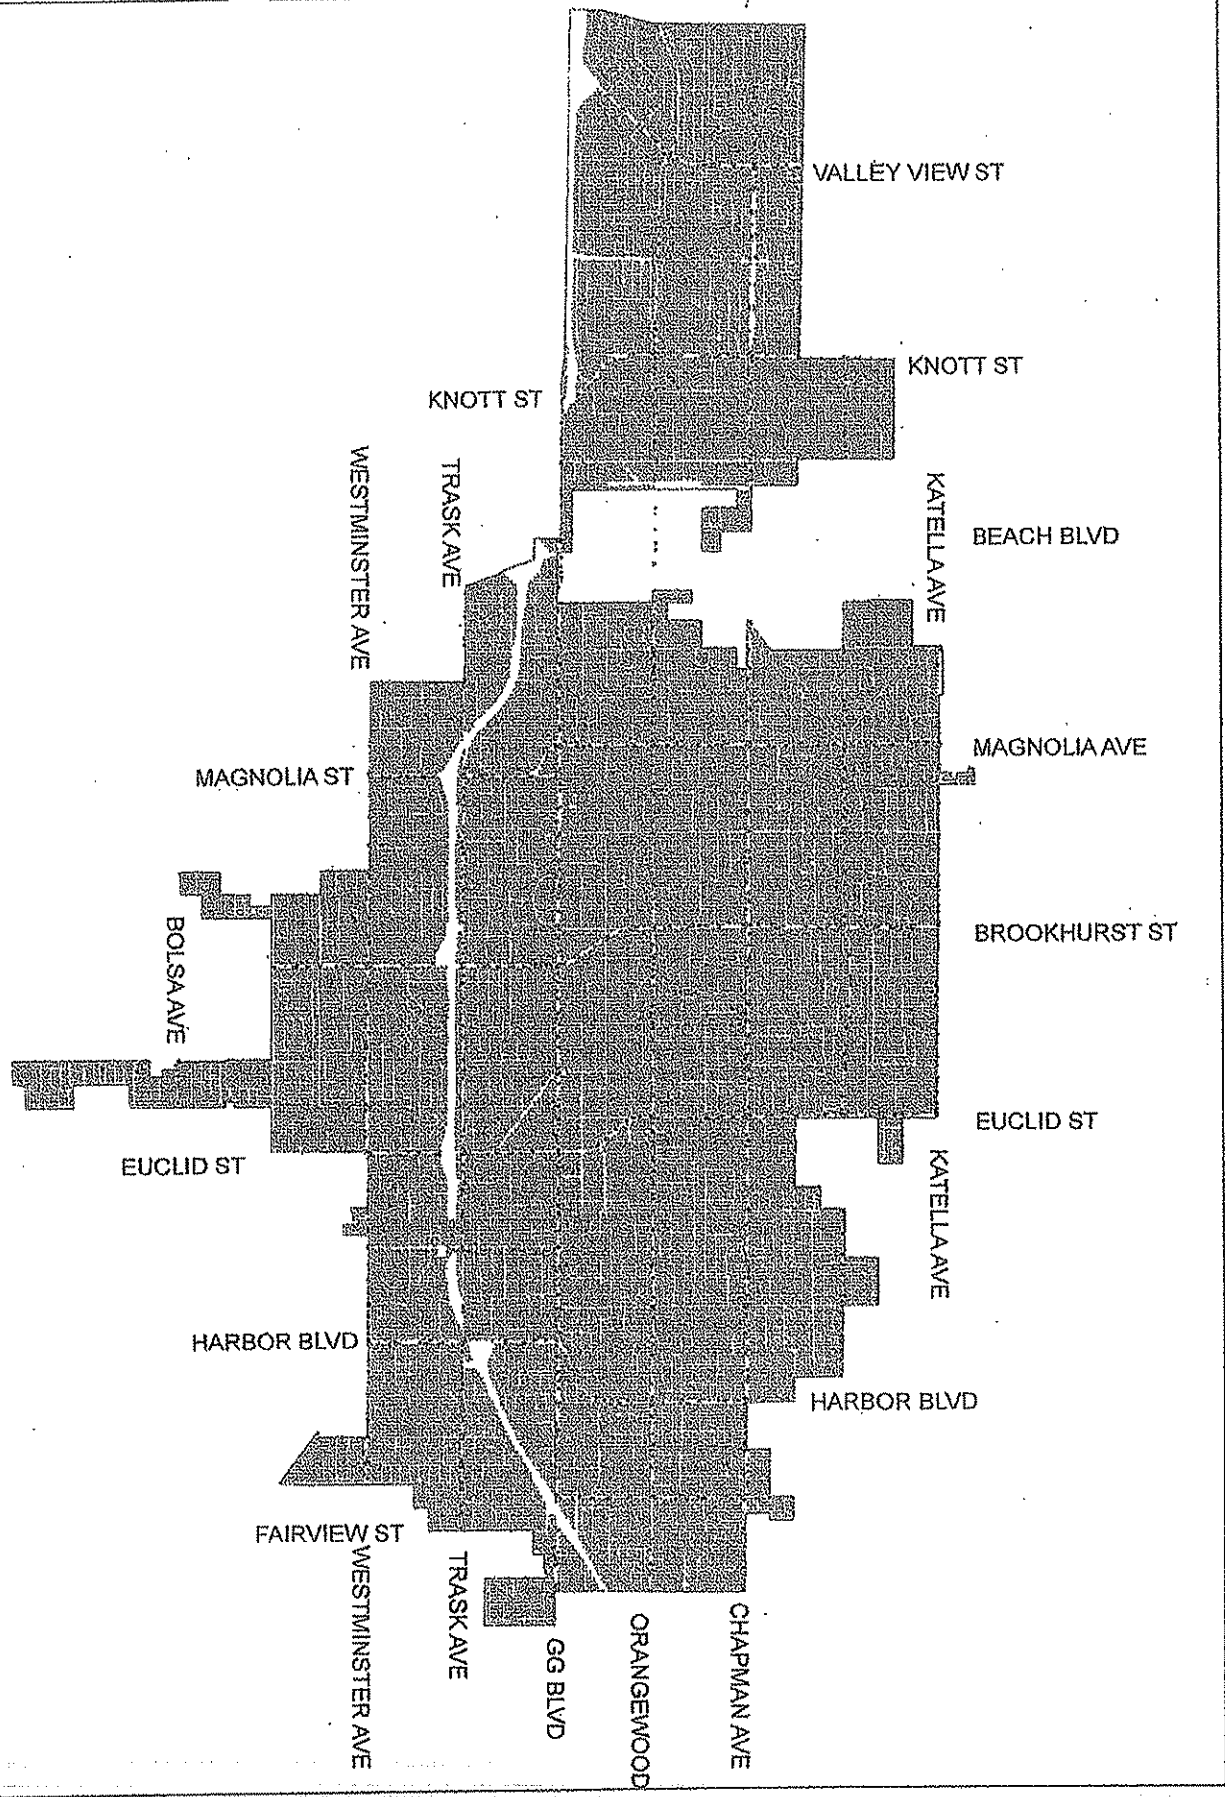 VALLEY VIEW ST
KNOTT ST
KNOTT ST
WESTMINSTER AVE
TRASK AVE
KATELLA AVE
BEACH BLVD
MAGNOLIA AVE
MAGNOLIA ST
BOLSA AVE
BROOKHURST ST
EUCLID ST
EUCLID ST
KATELLA AVE
HARBOR BLVD
HARBOR BLVD
FAIRVIEW ST
WESTMINSTER AVE
TRASK AVE
GG BLVD
ORANGEWOOD
CHAPMAN AVE